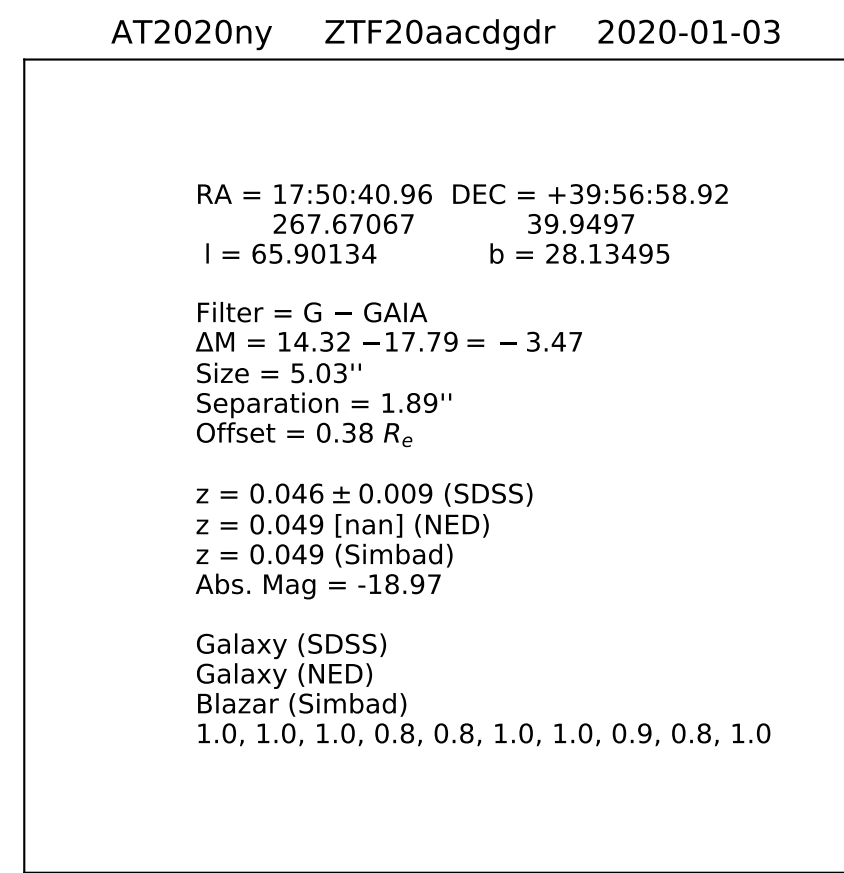 AT2020ny ZTF20aacdgdr 2020-01-03
RA = 17:50:40.96 DEC = +39:56:58.92
267.67067 39.9497
l = 65.90134 b = 28.13495
Filter = G − GAIA
ΔM = 14.32 −17.79 = − 3.47
Size = 5.03''
Separation = 1.89''
Offset = 0.38 Re
z = 0.046 ± 0.009 (SDSS)
z = 0.049 [nan] (NED)
z = 0.049 (Simbad)
Abs. Mag = -18.97
Galaxy (SDSS)
Galaxy (NED)
Blazar (Simbad)
1.0, 1.0, 1.0, 0.8, 0.8, 1.0, 1.0, 0.9, 0.8, 1.0